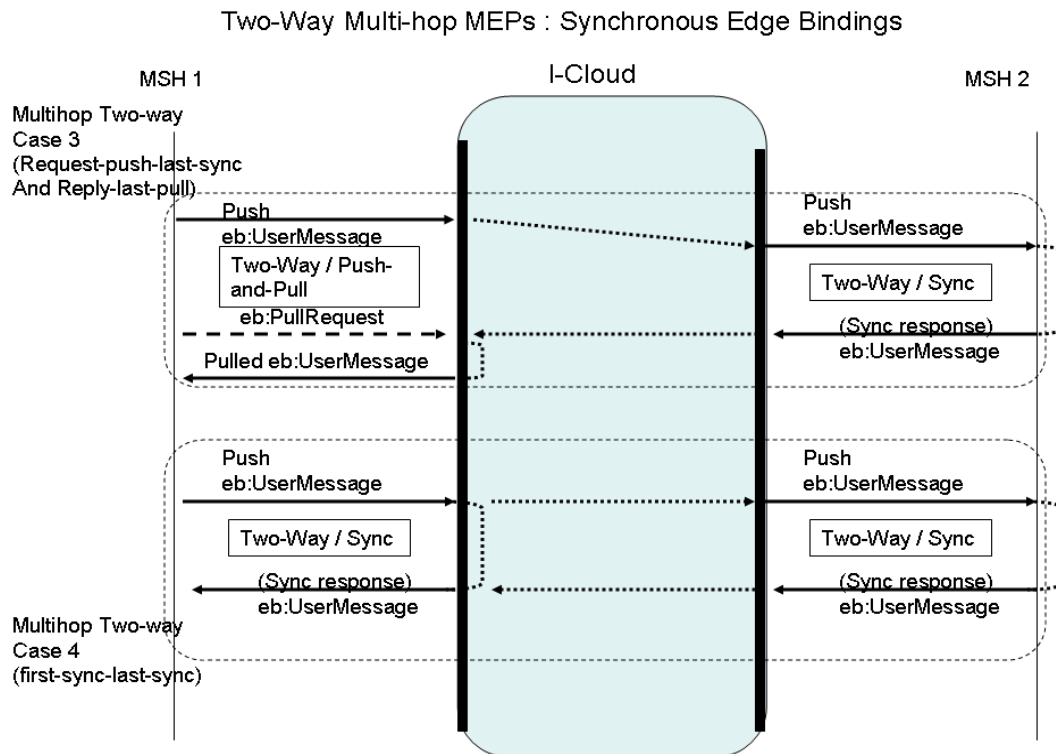 Two-Way Multi-hop MEPs : Synchronous Edge Bindings
I-Cloud
MSH 1
MSH 2
Multihop Two-way
Case 3
(Request-push-last-sync
And Reply-last-pull)
Push
eb:UserMessage
Two-Way / Push-
and-Pull
eb:PullRequest
Pulled eb:UserMessage
Push
eb:UserMessage
Two-Way / Sync
(Sync response)
eb:UserMessage
Push
eb:UserMessage
Two-Way / Sync
(Sync response)
eb:UserMessage
Push
eb:UserMessage
Two-Way / Sync
(Sync response)
eb:UserMessage
Multihop Two-way
Case 4
(first-sync-last-sync)